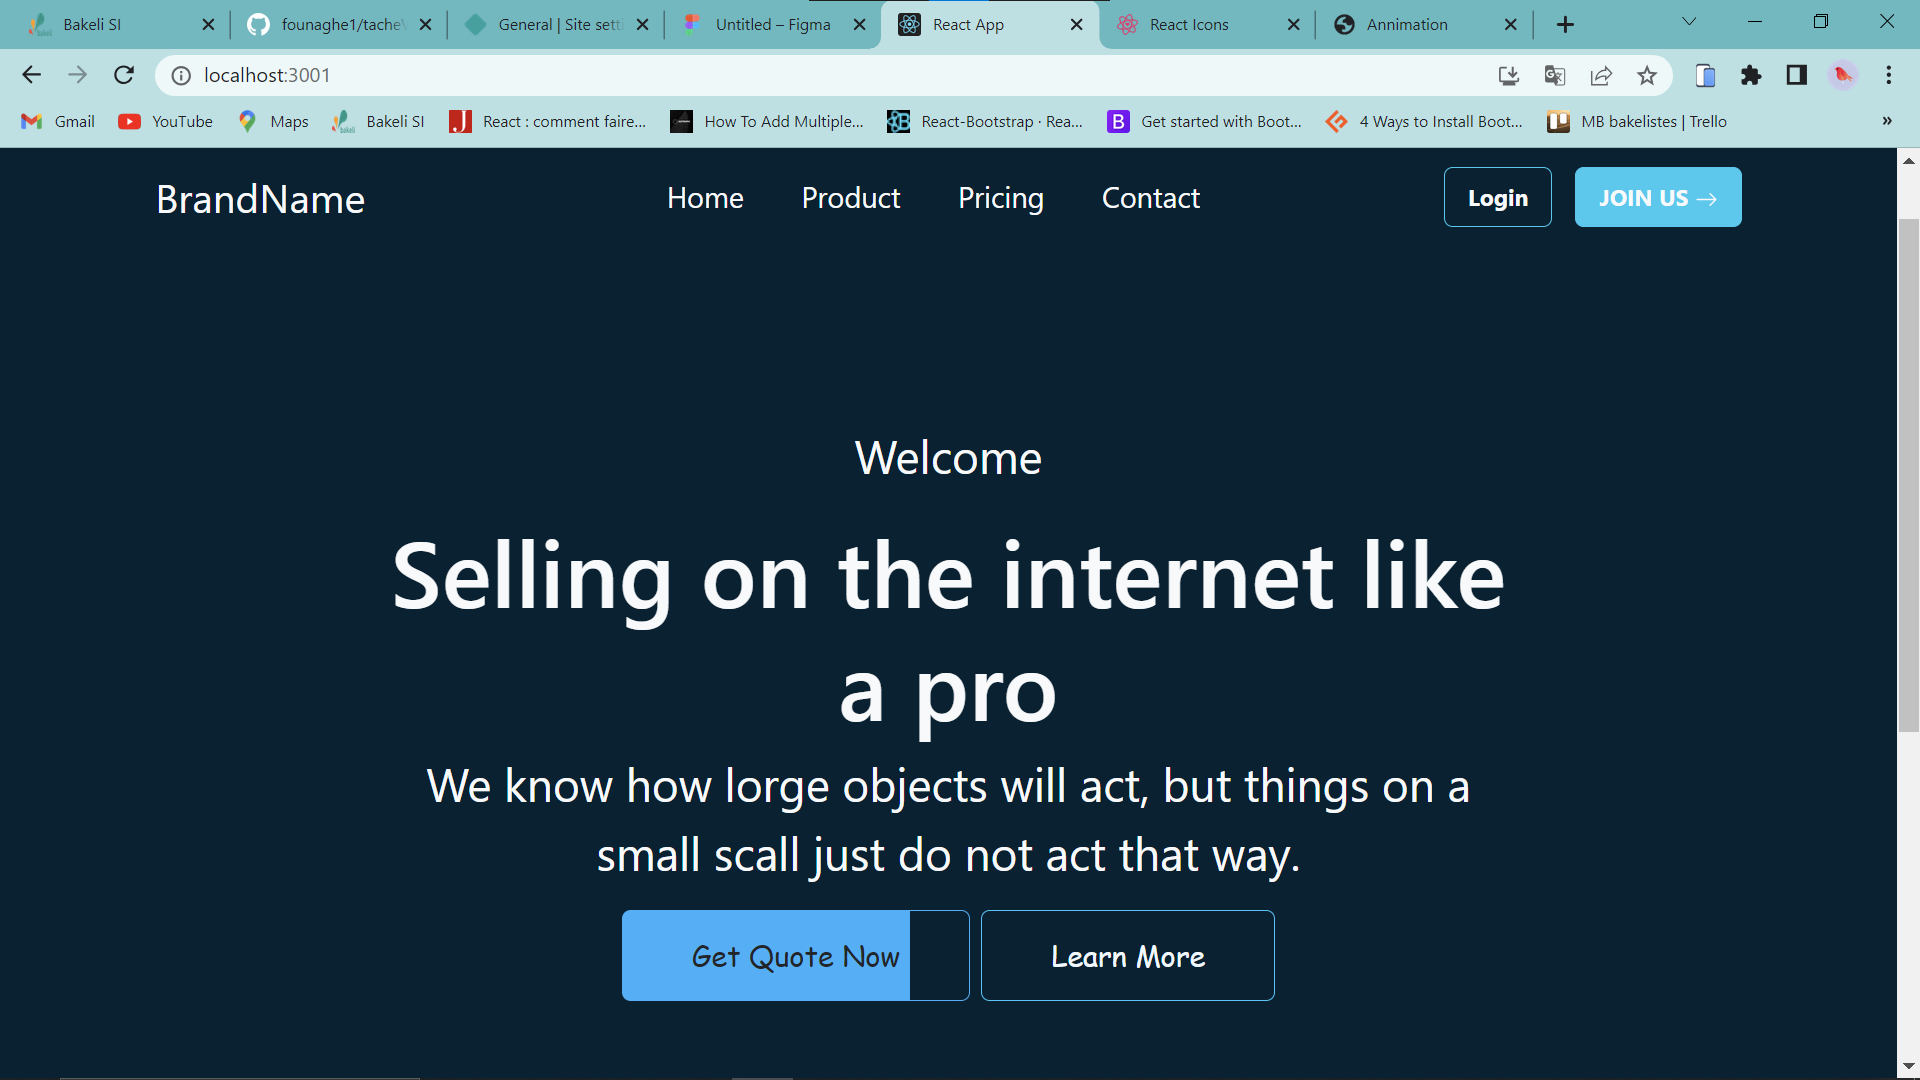 Bakeli SI
founaghe1/tache
General | Site sett
Untitled – Figma
React App
React Icons
Annimation
localhost:3001
Gmail
YouTube
Maps
Bakeli SI
React : comment faire...
How To Add Multiple...
React-Bootstrap · Rea...
Get started with Boot...
4 Ways to Install Boot...
MB bakelistes | Trello
»
BrandName
Home
Product
Pricing
Contact
Login
JOIN US →
Welcome
Selling on the internet like
a pro
We know how lorge objects will act, but things on a
small scall just do not act that way.
Get Quote Now
Learn More